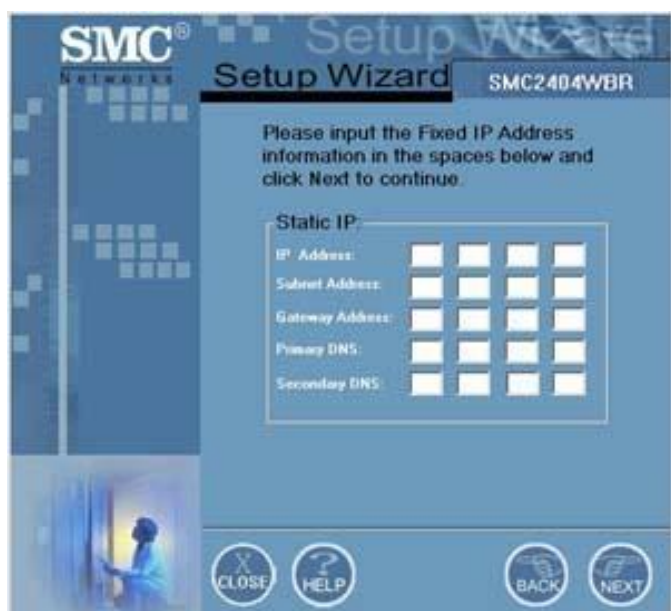 SMC®
Networks
Setup Wizard
Setup Wizard
SMC2404WBR
Please input the Fixed IP Address
information in the spaces below and
click Next to continue.
Static IP:
IP Address:
Subnet Address:
Gateway Address:
Primary DNS:
Secondary DNS:
CLOSE
HELP
BACK
NEXT